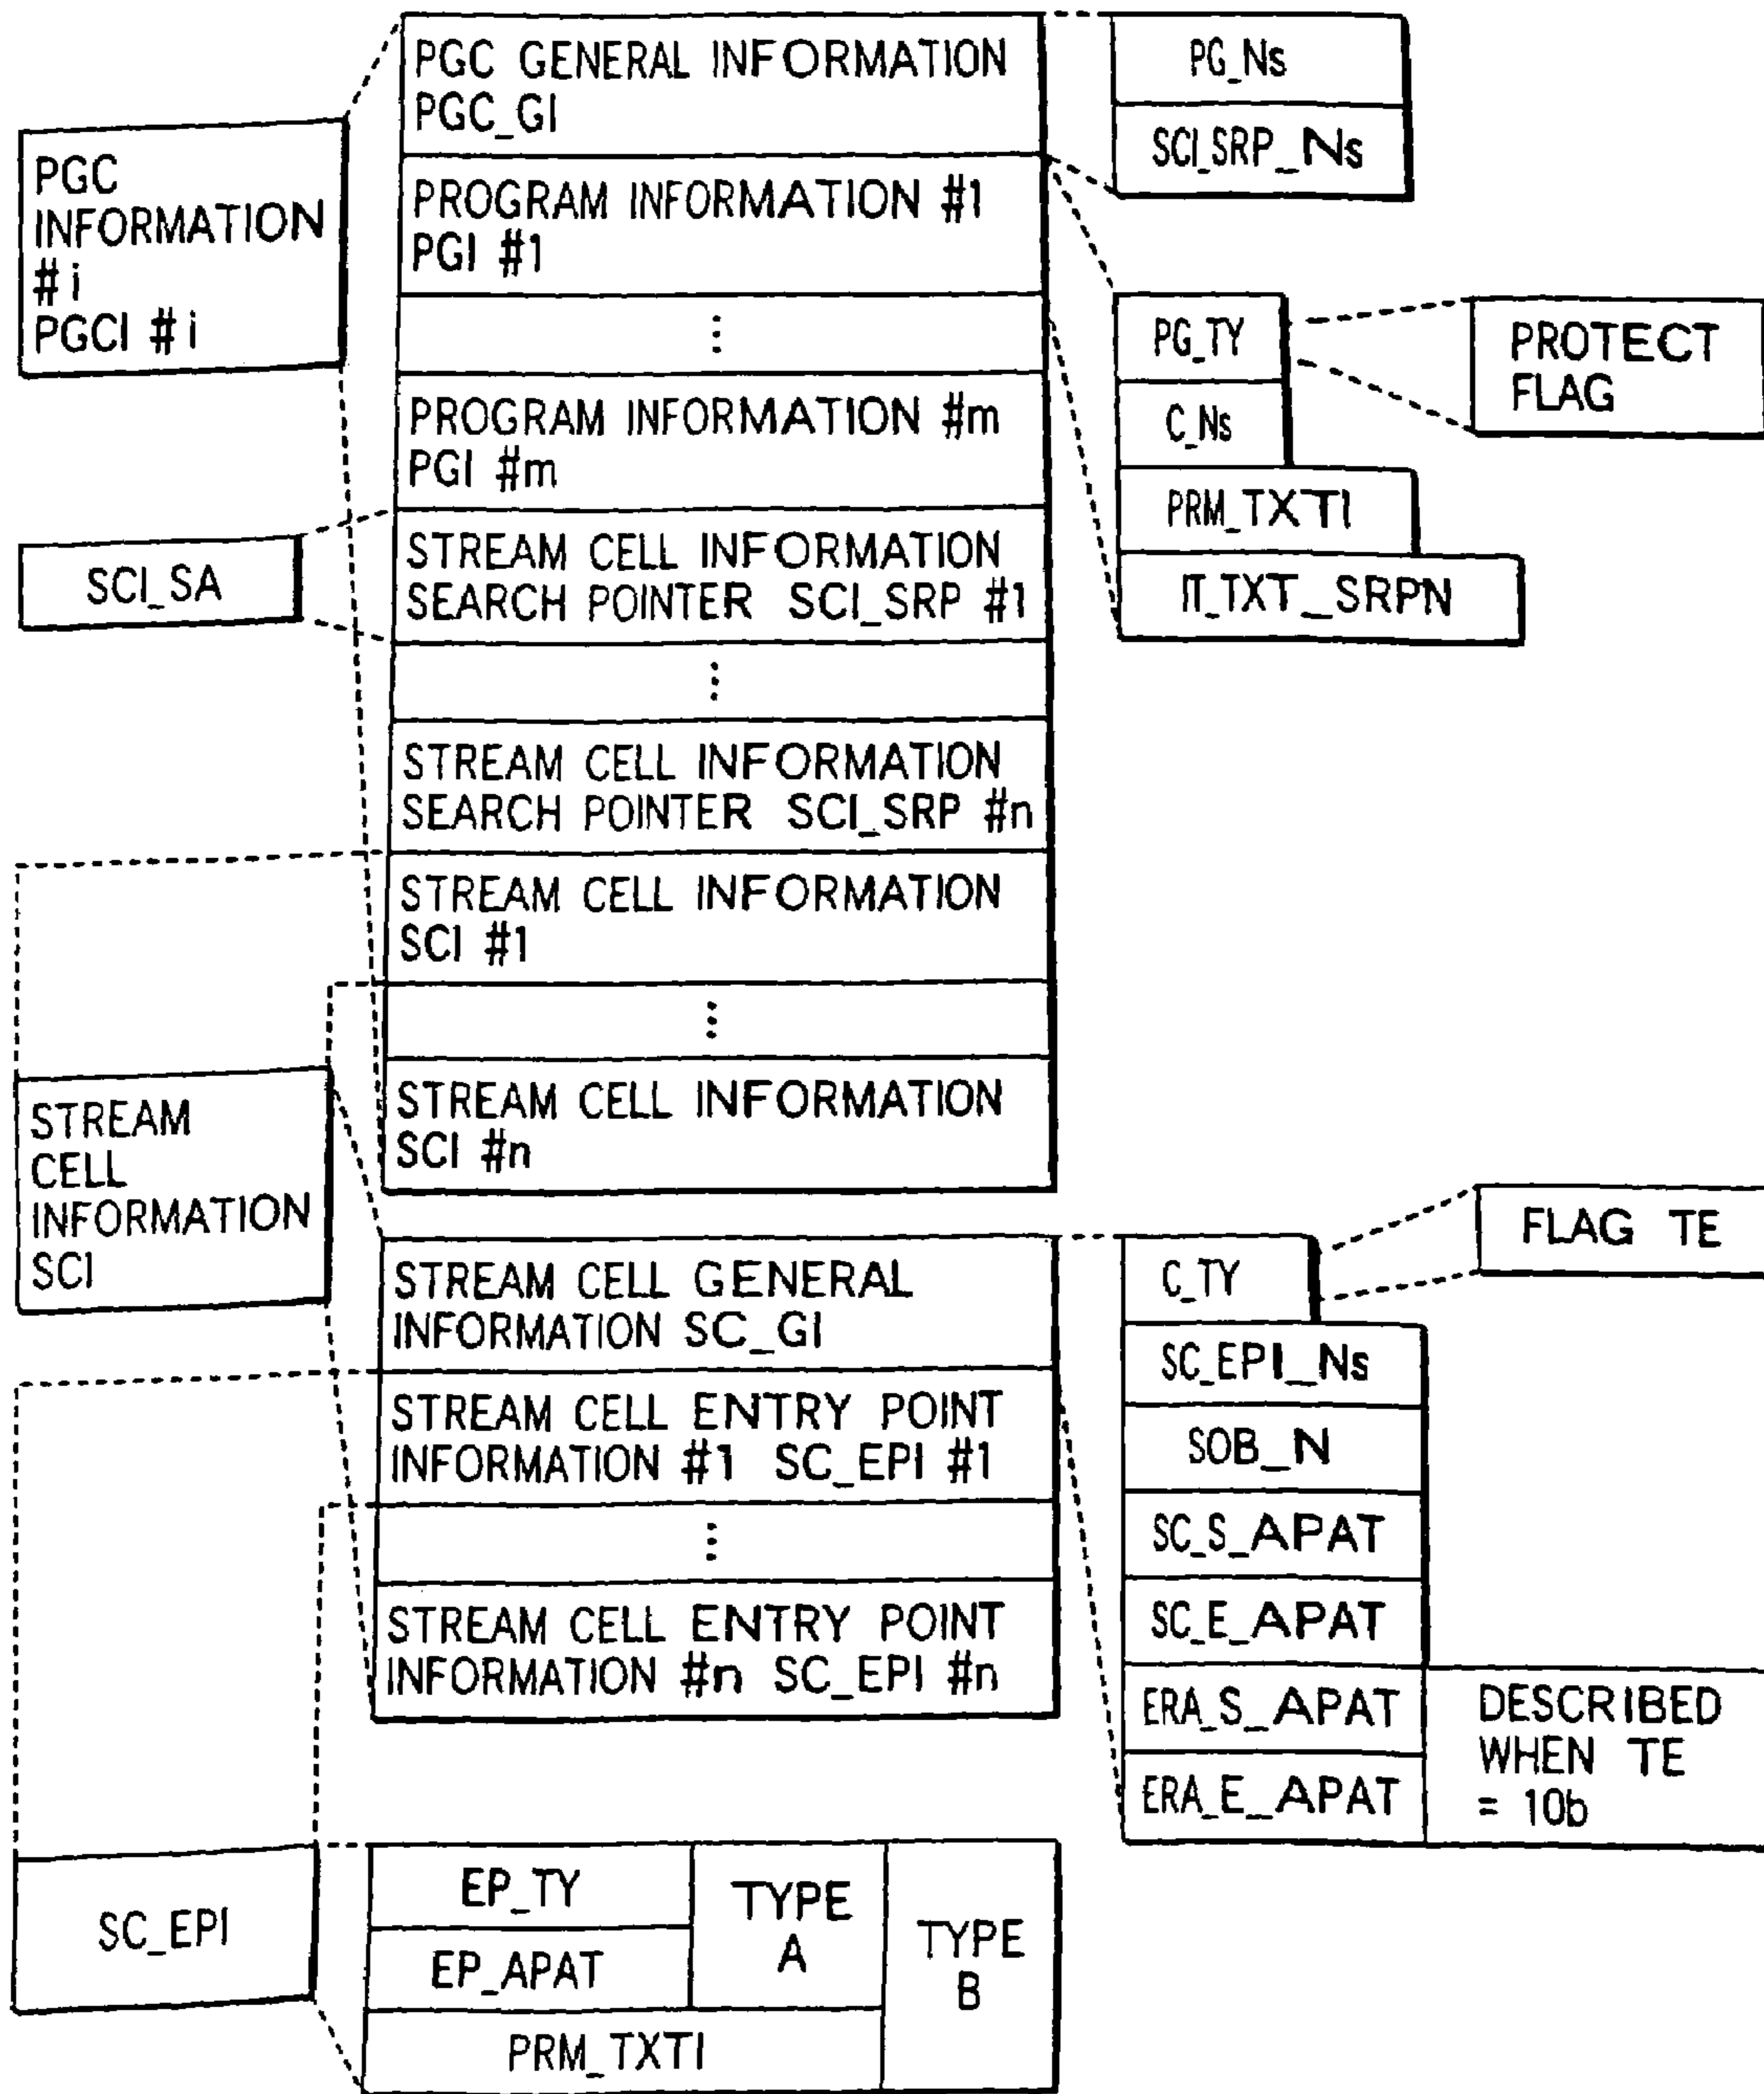 PGC
INFORMATION
# i
PGCI # i
PGC GENERAL INFORMATION
PGC_GI
PROGRAM INFORMATION #1
PGI #1
⋮
PROGRAM INFORMATION #m
PGI #m
STREAM CELL INFORMATION
SEARCH POINTER SCI_SRP #1
⋮
STREAM CELL INFORMATION
SEARCH POINTER SCI_SRP #n
STREAM CELL INFORMATION
SCI #1
⋮
STREAM CELL INFORMATION
SCI #n
PG_Ns
SCI_SRP_Ns
PG_TY
C_Ns
PRM_TXTI
IT_TXT_SRPN
PROTECT
FLAG
SCI_SA
STREAM
CELL
INFORMATION
SCI
STREAM CELL GENERAL
INFORMATION SC_GI
STREAM CELL ENTRY POINT
INFORMATION #1 SC_EPI #1
⋮
STREAM CELL ENTRY POINT
INFORMATION #n SC_EPI #n
C_TY
SC_EPI_Ns
SOB_N
SC_S_APAT
SC_E_APAT
ERA_S_APAT
ERA_E_APAT
FLAG TE
DESCRIBED
WHEN TE
= 10b
SC_EPI
EP_TY
EP_APAT
PRM_TXTI
TYPE
A
TYPE
B